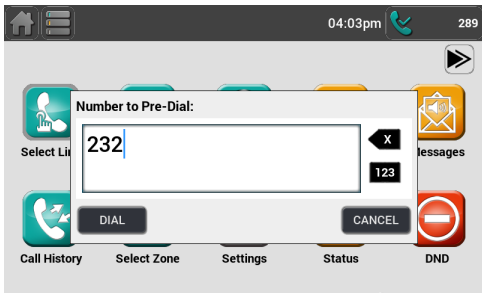 04:03pm 289
Number to Pre-Dial:
232
X
123
DIAL CANCEL
Select Li
lessages
Call History Select Zone Settings Status DND